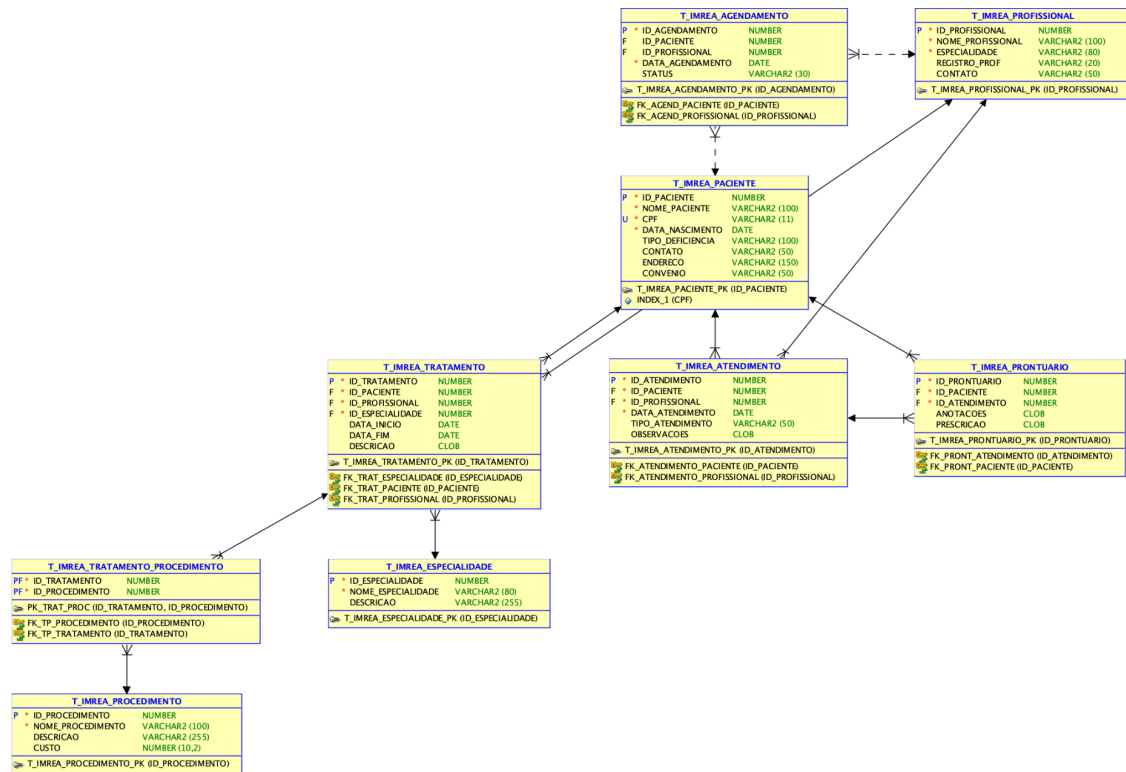 T_IMREA_AGENDAMENTO
P * ID_AGENDAMENTO NUMBER
F ID_PACIENTE NUMBER
F ID_PROFISSIONAL NUMBER
* DATA_AGENDAMENTO DATE
STATUS VARCHAR2 (30)
T_IMREA_AGENDAMENTO_PK (ID_AGENDAMENTO)
FK_AGEND_PACIENTE (ID_PACIENTE)
FK_AGEND_PROFISSIONAL (ID_PROFISSIONAL)
T_IMREA_PROFISSIONAL
P * ID_PROFISSIONAL NUMBER
* NOME_PROFISSIONAL VARCHAR2 (100)
* ESPECIALIDADE VARCHAR2 (80)
REGISTRO_PROF VARCHAR2 (20)
CONTATO VARCHAR2 (50)
T_IMREA_PROFISSIONAL_PK (ID_PROFISSIONAL)
T_IMREA_PACIENTE
P * ID_PACIENTE NUMBER
* NOME_PACIENTE VARCHAR2 (100)
U * CPF VARCHAR2 (11)
* DATA_NASCIMENTO DATE
TIPO_DEFICIENCIA VARCHAR2 (100)
CONTATO VARCHAR2 (50)
ENDERECO VARCHAR2 (150)
CONVENIO VARCHAR2 (50)
T_IMREA_PACIENTE_PK (ID_PACIENTE)
INDEX_1 (CPF)
T_IMREA_TRATAMENTO
P * ID_TRATAMENTO NUMBER
F * ID_PACIENTE NUMBER
F * ID_PROFISSIONAL NUMBER
F * ID_ESPECIALIDADE NUMBER
DATA_INICIO DATE
DATA_FIM DATE
DESCRICAO CLOB
T_IMREA_TRATAMENTO_PK (ID_TRATAMENTO)
FK_TRAT_ESPECIALIDADE (ID_ESPECIALIDADE)
FK_TRAT_PACIENTE (ID_PACIENTE)
FK_TRAT_PROFISSIONAL (ID_PROFISSIONAL)
T_IMREA_ATENDIMENTO
P * ID_ATENDIMENTO NUMBER
F * ID_PACIENTE NUMBER
F * ID_PROFISSIONAL NUMBER
* DATA_ATENDIMENTO DATE
TIPO_ATENDIMENTO VARCHAR2 (50)
OBSERVACOES CLOB
T_IMREA_ATENDIMENTO_PK (ID_ATENDIMENTO)
FK_ATENDIMENTO_PACIENTE (ID_PACIENTE)
FK_ATENDIMENTO_PROFISSIONAL (ID_PROFISSIONAL)
T_IMREA_PRONTUARIO
P * ID_PRONTUARIO NUMBER
F * ID_PACIENTE NUMBER
F * ID_ATENDIMENTO NUMBER
ANOTACOES CLOB
PRESCRICAO CLOB
T_IMREA_PRONTUARIO_PK (ID_PRONTUARIO)
FK_PRONT_ATENDIMENTO (ID_ATENDIMENTO)
FK_PRONT_PACIENTE (ID_PACIENTE)
T_IMREA_TRATAMENTO_PROCEDIMENTO
PF * ID_TRATAMENTO NUMBER
PF * ID_PROCEDIMENTO NUMBER
PK_TRAT_PROC (ID_TRATAMENTO, ID_PROCEDIMENTO)
FK_TP_PROCEDIMENTO (ID_PROCEDIMENTO)
FK_TP_TRATAMENTO (ID_TRATAMENTO)
T_IMREA_ESPECIALIDADE
P * ID_ESPECIALIDADE NUMBER
* NOME_ESPECIALIDADE VARCHAR2 (80)
DESCRICAO VARCHAR2 (255)
T_IMREA_ESPECIALIDADE_PK (ID_ESPECIALIDADE)
T_IMREA_PROCEDIMENTO
P * ID_PROCEDIMENTO NUMBER
* NOME_PROCEDIMENTO VARCHAR2 (100)
DESCRICAO VARCHAR2 (255)
CUSTO NUMBER (10,2)
T_IMREA_PROCEDIMENTO_PK (ID_PROCEDIMENTO)